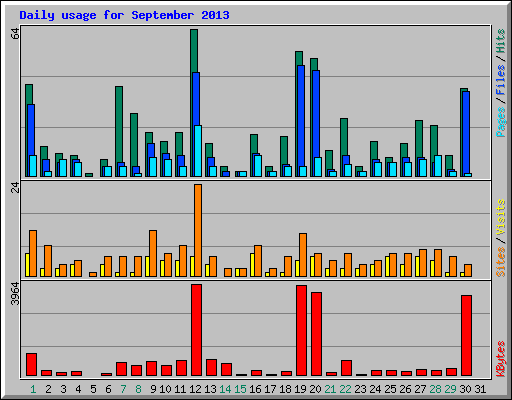 Daily usage for September 2013
64
Pages / Files / Hits
24
Sites / Visits
3964
KBytes
1 2 3 4 5 6 7 8 9 10 11 12 13 14 15 16 17 18 19 20 21 22 23 24 25 26 27 28 29 30 31